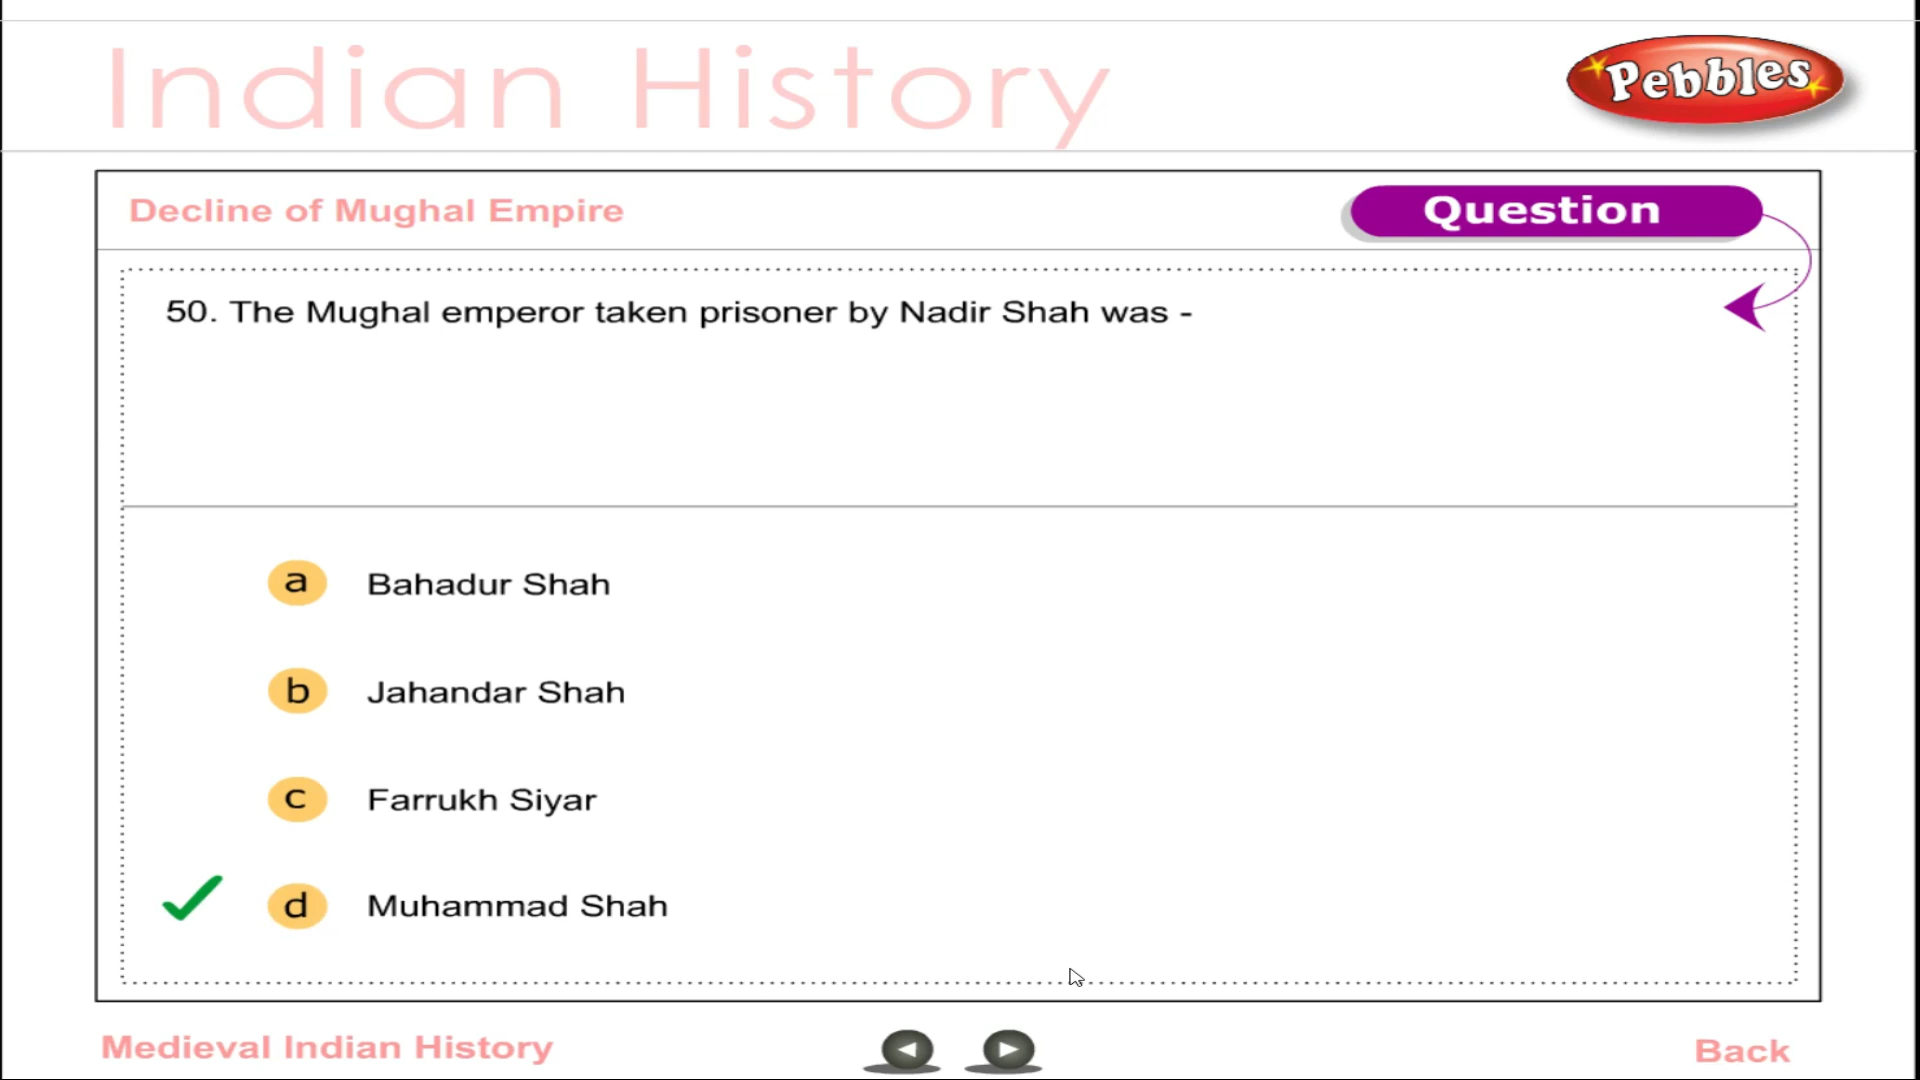 Indian History
Pebbles
Decline of Mughal Empire
Question
50. The Mughal emperor taken prisoner by Nadir Shah was -
a Bahadur Shah
b Jahandar Shah
c Farrukh Siyar
d Muhammad Shah
Medieval Indian History
Back